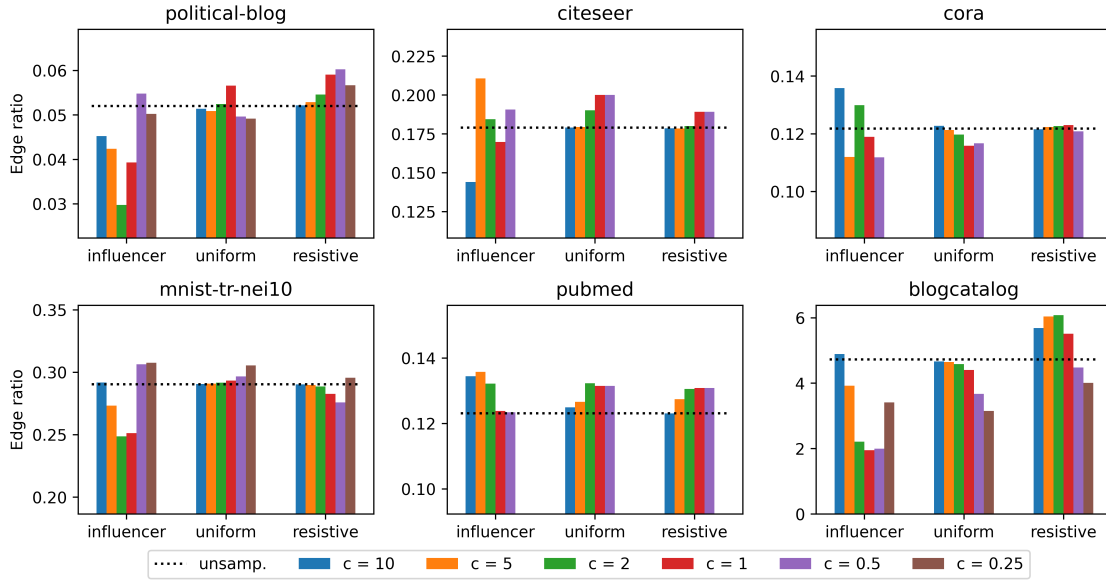 political-blog
citeseer
cora
Edge ratio
0.06
0.05
0.04
0.03
0.225
0.200
0.175
0.150
0.125
0.14
0.12
0.10
influencer uniform resistive
influencer uniform resistive
influencer uniform resistive
mnist-tr-nei10
pubmed
blogcatalog
Edge ratio
0.35
0.30
0.25
0.20
0.14
0.12
0.10
6
4
2
0
influencer uniform resistive
influencer uniform resistive
influencer uniform resistive
unsamp. c = 10 c = 5 c = 2 c = 1 c = 0.5 c = 0.25